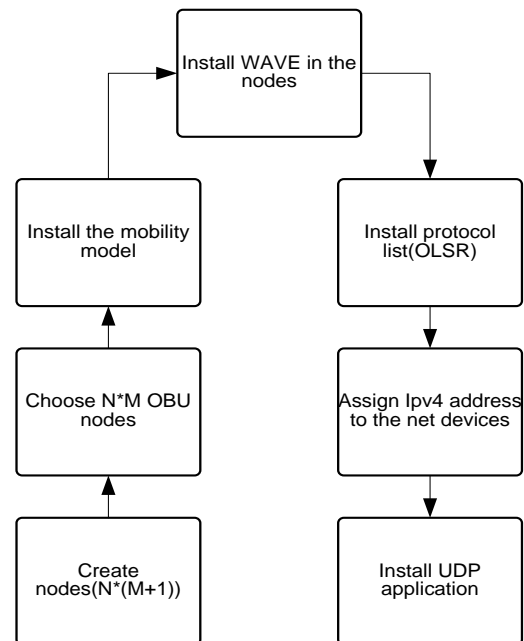 Install WAVE in the
nodes
Install the mobility
model
Install protocol
list(OLSR)
Choose N*M OBU
nodes
Assign Ipv4 address
to the net devices
Create
nodes(N*(M+1))
Install UDP
application